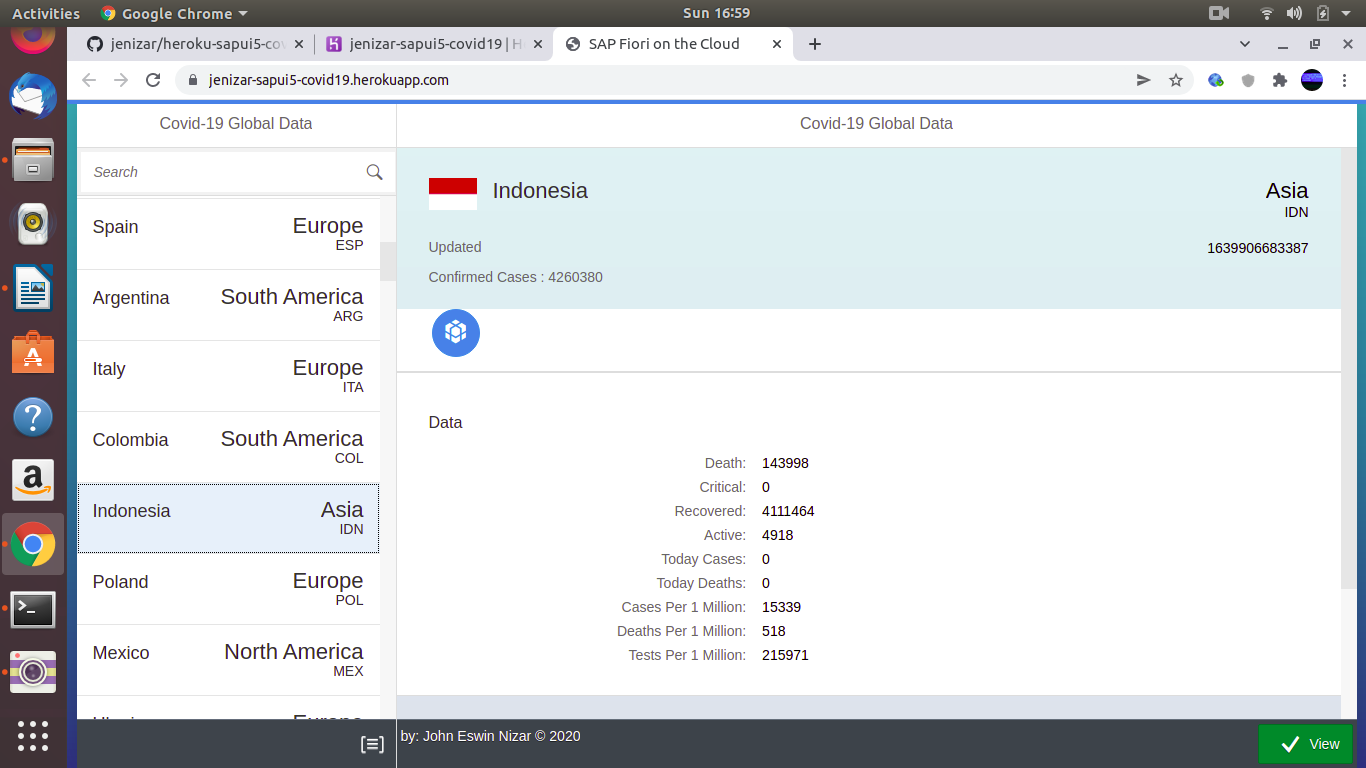 Activities
Google Chrome
Sun 16:59
jenizar/heroku-sapui5-cov
jenizar-sapui5-covid19 | H
SAP Fiori on the Cloud
jenizar-sapui5-covid19.herokuapp.com
Covid-19 Global Data
Search
Spain
Europe
ESP
Argentina
South America
ARG
Italy
Europe
ITA
Colombia
South America
COL
Indonesia
Asia
IDN
Poland
Europe
POL
Mexico
North America
MEX
Covid-19 Global Data
Indonesia
Asia
IDN
Updated
1639906683387
Confirmed Cases : 4260380
Data
Death: 143998
Critical: 0
Recovered: 4111464
Active: 4918
Today Cases: 0
Today Deaths: 0
Cases Per 1 Million: 15339
Deaths Per 1 Million: 518
Tests Per 1 Million: 215971
by: John Eswin Nizar © 2020
View